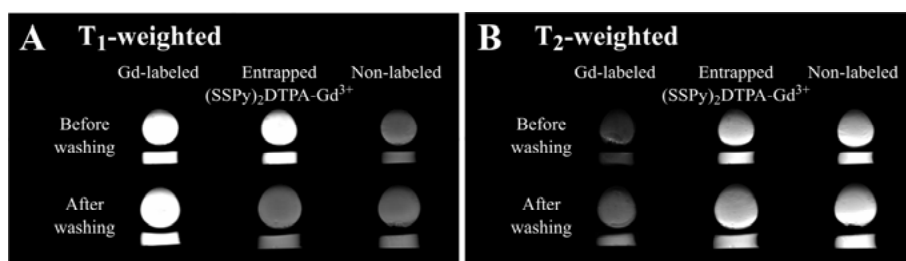 A T₁-weighted
Gd-labeled Entrapped Non-labeled
(SSPy)₂DTPA-Gd³⁺
Before
washing
After
washing
B T₂-weighted
Gd-labeled Entrapped Non-labeled
(SSPy)₂DTPA-Gd³⁺
Before
washing
After
washing